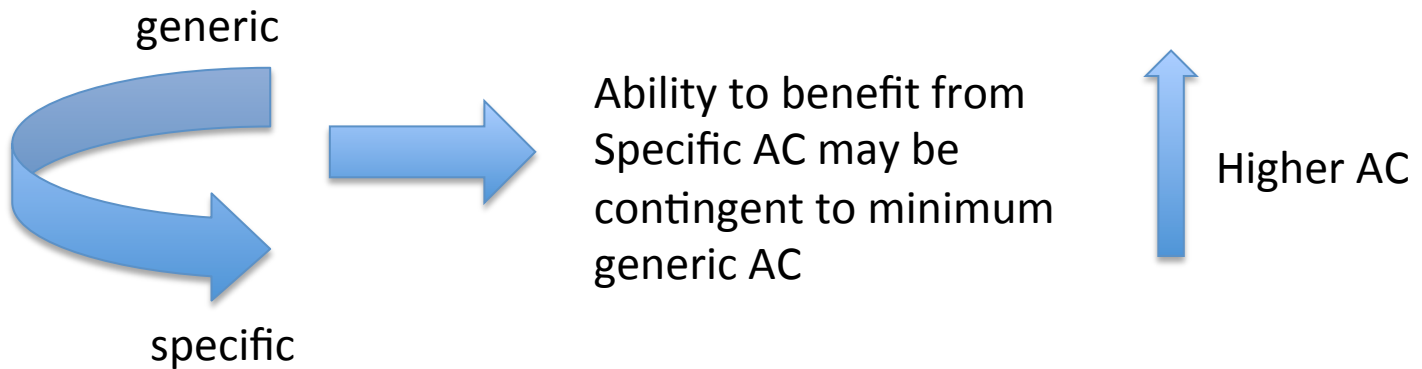 generic
specific
Ability to benefit from
Specific AC may be
contingent to minimum
generic AC
Higher AC